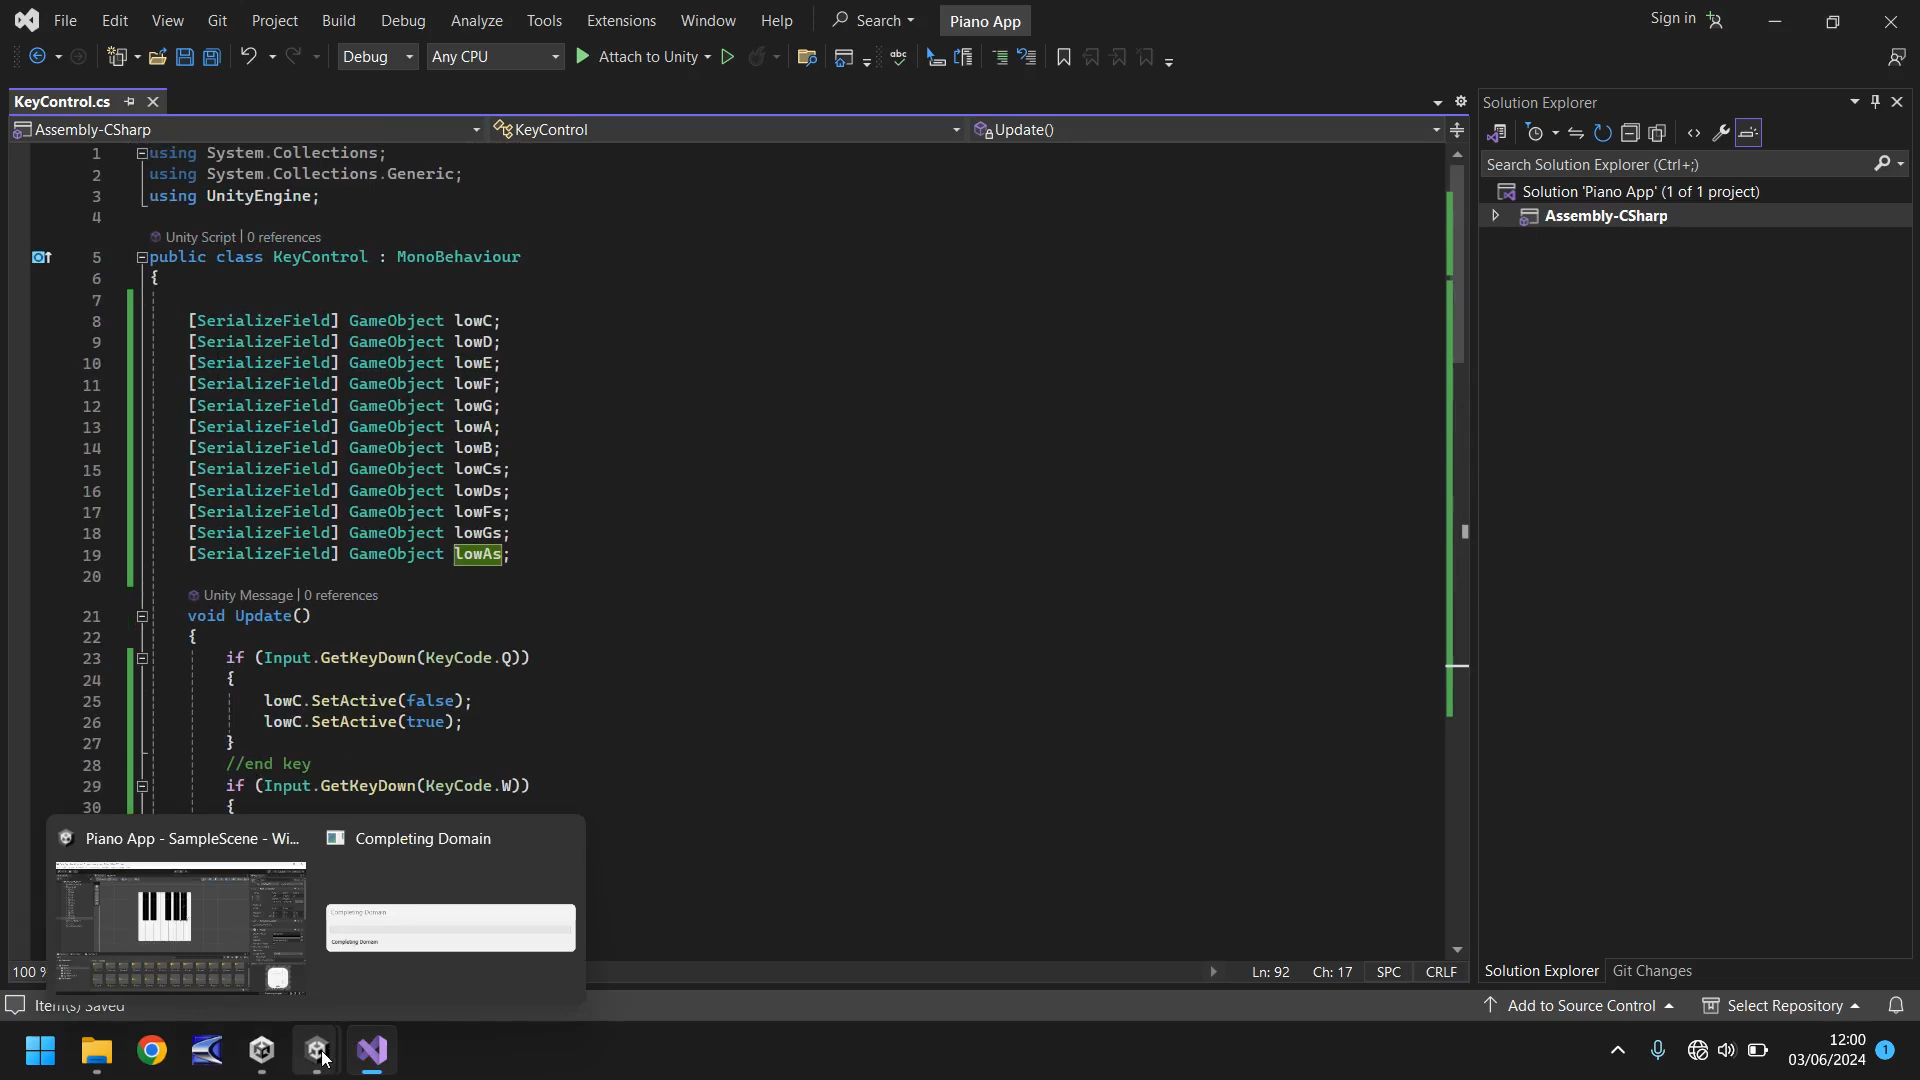 File Edit View Git Project Build Debug Analyze Tools Extensions Window Help Search Piano App Sign in
Debug Any CPU Attach to Unity
KeyControl.cs
Assembly-CSharp KeyControl Update()
1 using System.Collections;
2 using System.Collections.Generic;
3 using UnityEngine;
4
Unity Script | 0 references
5 public class KeyControl : MonoBehaviour
6 {
7
8 [SerializeField] GameObject lowC;
9 [SerializeField] GameObject lowD;
10 [SerializeField] GameObject lowE;
11 [SerializeField] GameObject lowF;
12 [SerializeField] GameObject lowG;
13 [SerializeField] GameObject lowA;
14 [SerializeField] GameObject lowB;
15 [SerializeField] GameObject lowCs;
16 [SerializeField] GameObject lowDs;
17 [SerializeField] GameObject lowFs;
18 [SerializeField] GameObject lowGs;
19 [SerializeField] GameObject lowAs;
20
Unity Message | 0 references
21 void Update()
22 {
23 if (Input.GetKeyDown(KeyCode.Q))
24 {
25 lowC.SetActive(false);
26 lowC.SetActive(true);
27 }
28 //end key
29 if (Input.GetKeyDown(KeyCode.W))
30 {
Solution Explorer
Search Solution Explorer (Ctrl+;)
Solution 'Piano App' (1 of 1 project)
Assembly-CSharp
Piano App - SampleScene - Wi... Completing Domain
Completing Domain
Completing Domain
100 % Ln: 92 Ch: 17 SPC CRLF
Solution Explorer Git Changes
Item(s) Saved Add to Source Control Select Repository
12:00
03/06/2024
1